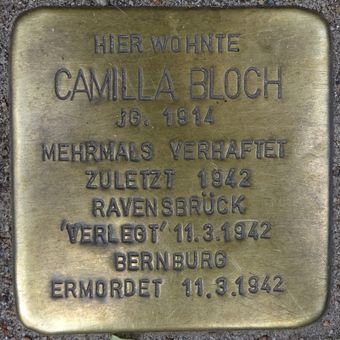 HIER WOHNTE
CAMILLA BLOCH
JG. 1914
MEHRMALS VERHAFTET
ZULETZT 1942
RAVENSBRÜCK
'VERLEGT' 11.3.1942
BERNBURG
ERMORDET 11.3.1942